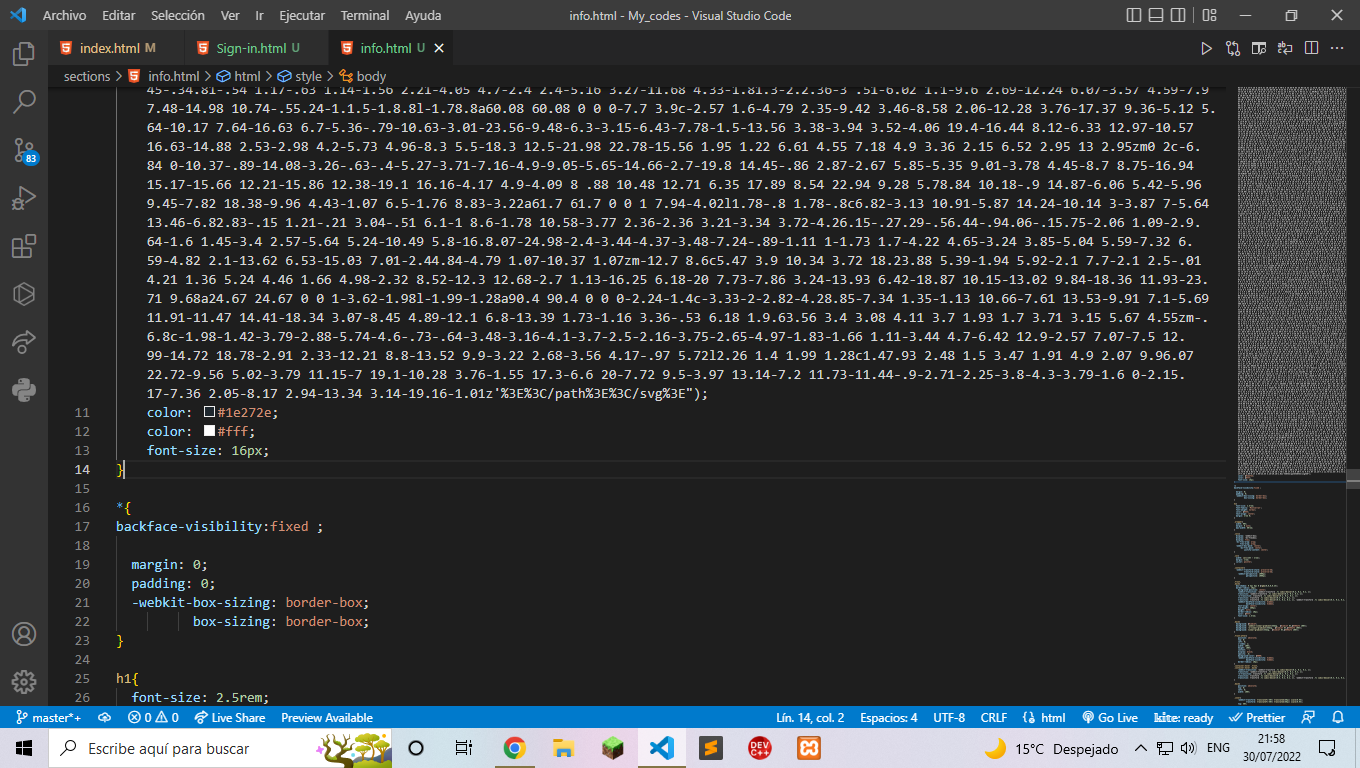 Archivo Editar Selección Ver Ir Ejecutar Terminal Ayuda info.html - My_codes - Visual Studio Code
index.html M Sign-in.html U info.html U
sections > info.html > html > style > body
45-.34.81-.54 1.17-.63 1.14-1.56 2.21-4.05 4.7-2.4 2.4-5.16 3.27-11.68 4.33-1.81.3-2.2.36-3 .51-6.02 1.1-9.6 2.69-12.24 6.07-3.57 4.59-7.9
7.48-14.98 10.74-.55.24-1.1.5-1.8.8l-1.78.8a60.08 60.08 0 0 0-7.7 3.9c-2.57 1.6-4.79 2.35-9.42 3.46-8.58 2.06-12.28 3.76-17.37 9.36-5.12 5.
64-10.17 7.64-16.63 6.7-5.36-.79-10.63-3.01-23.56-9.48-6.3-3.15-6.43-7.78-1.5-13.56 3.38-3.94 3.52-4.06 19.4-16.44 8.12-6.33 12.97-10.57
16.63-14.88 2.53-2.98 4.2-5.73 4.96-8.3 5.5-18.3 12.5-21.98 22.78-15.56 1.95 1.22 6.61 4.55 7.18 4.9 3.36 2.15 6.52 2.95 13 2.95zm0 2c-6.
84 0-10.37-.89-14.08-3.26-.63-.4-5.27-3.71-7.16-4.9-9.05-5.65-14.66-2.7-19.8 14.45-.86 2.87-2.67 5.85-5.35 9.01-3.78 4.45-8.7 8.75-16.94
15.17-15.66 12.21-15.86 12.38-19.1 16.16-4.17 4.9-4.09 8 .88 10.48 12.71 6.35 17.89 8.54 22.94 9.28 5.78.84 10.18-.9 14.87-6.06 5.42-5.96
9.45-7.82 18.38-9.96 4.43-1.07 6.5-1.76 8.83-3.22a61.7 61.7 0 0 1 7.94-4.02l1.78-.8 1.78-.8c6.82-3.13 10.91-5.87 14.24-10.14 3-3.87 7-5.64
13.46-6.82.83-.15 1.21-.21 3.04-.51 6.1-1 8.6-1.78 10.58-3.77 2.36-2.36 3.21-3.34 3.72-4.26.15-.27.29-.56.44-.94.06-.15.75-2.06 1.09-2.9.
64-1.6 1.45-3.4 2.57-5.64 5.24-10.49 5.8-16.8.07-24.98-2.4-3.44-4.37-3.48-7.24-.89-1.11 1-1.73 1.7-4.22 4.65-3.24 3.85-5.04 5.59-7.32 6.
59-4.82 2.1-13.62 6.53-15.03 7.01-2.44.84-4.79 1.07-10.37 1.07zm-12.7 8.6c5.47 3.9 10.34 3.72 18.23.88 5.39-1.94 5.92-2.1 7.7-2.1 2.5-.01
4.21 1.36 5.24 4.46 1.66 4.98-2.32 8.52-12.3 12.68-2.7 1.13-16.25 6.18-20 7.73-7.86 3.24-13.93 6.42-18.87 10.15-13.02 9.84-18.36 11.93-23.
71 9.68a24.67 24.67 0 0 1-3.62-1.98l-1.99-1.28a90.4 90.4 0 0 0-2.24-1.4c-3.33-2-2.82-4.28.85-7.34 1.35-1.13 10.66-7.61 13.53-9.91 7.1-5.69
11.91-11.47 14.41-18.34 3.07-8.45 4.89-12.1 6.8-13.39 1.73-1.16 3.36-.53 6.18 1.9.63.56 3.4 3.08 4.11 3.7 1.93 1.7 3.71 3.15 5.67 4.55zm-.
6.8c-1.98-1.42-3.79-2.88-5.74-4.6-.73-.64-3.48-3.16-4.1-3.7-2.5-2.16-3.75-2.65-4.97-1.83-1.66 1.11-3.44 4.7-6.42 12.9-2.57 7.07-7.5 12.
99-14.72 18.78-2.91 2.33-12.21 8.8-13.52 9.9-3.22 2.68-3.56 4.17-.97 5.72l2.26 1.4 1.99 1.28c1.47.93 2.48 1.5 3.47 1.91 4.9 2.07 9.96.07
22.72-9.56 5.02-3.79 11.15-7 19.1-10.28 3.76-1.55 17.3-6.6 20-7.72 9.5-3.97 13.14-7.2 11.73-11.44-.9-2.71-2.25-3.8-4.3-3.79-1.6 0-2.15.
17-7.36 2.05-8.17 2.94-13.34 3.14-19.16-1.01z'%3E%3C/path%3E%3C/svg%3E");
11 color: #1e272e;
12 color: #fff;
13 font-size: 16px;
14 }
15
16 *{
17 backface-visibility:fixed ;
18
19 margin: 0;
20 padding: 0;
21 -webkit-box-sizing: border-box;
22 box-sizing: border-box;
23 }
24
25 h1{
26 font-size: 2.5rem;
83
master*+ 0 0 Live Share Preview Available Lín. 14, col. 2 Espacios: 4 UTF-8 CRLF html Go Live kite: ready Prettier
Escribe aquí para buscar DEV C++ 15°C Despejado ENG 21:58
30/07/2022